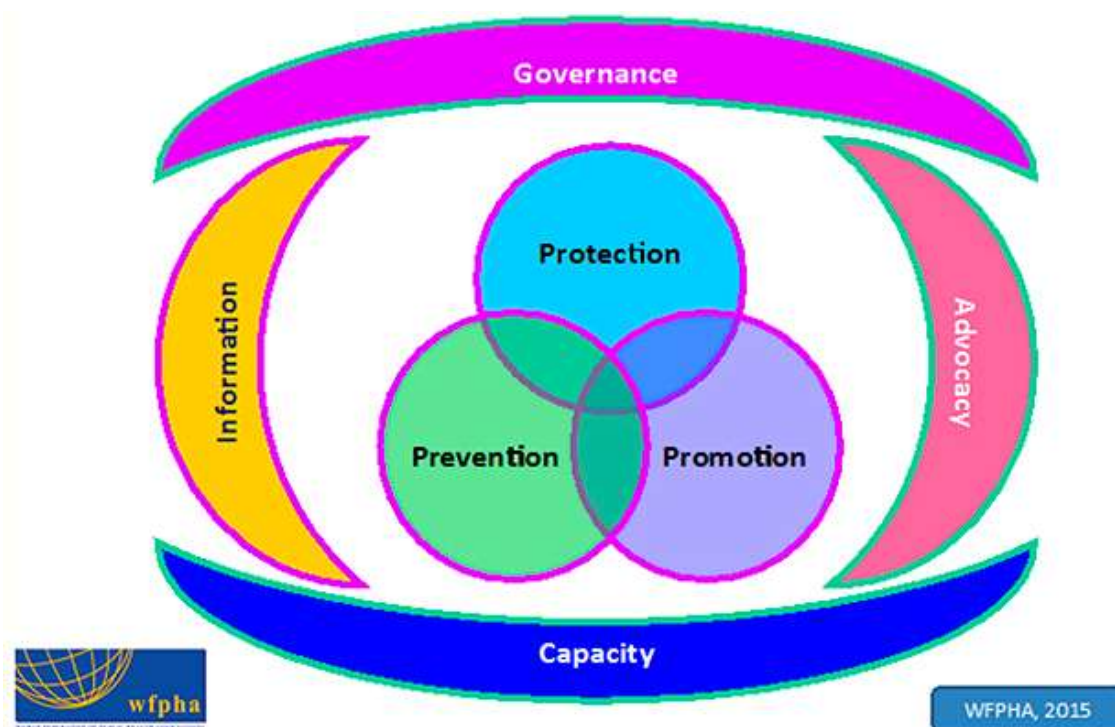 Governance
Protection
Information
Advocacy
Prevention
Promotion
Capacity
wfpha
WFPHA, 2015